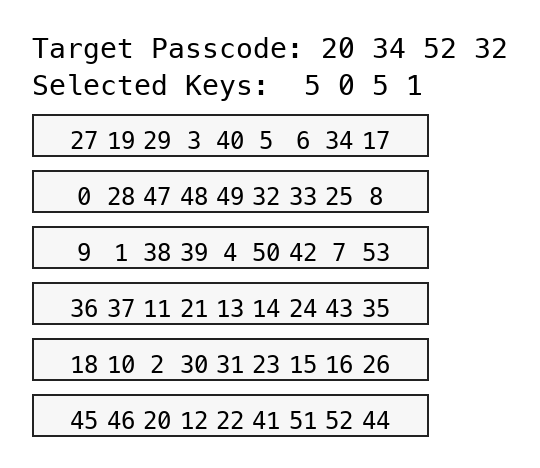 Target Passcode: 20 34 52 32
Selected Keys: 5 0 5 1
27 19 29 3 40 5 6 34 17
0 28 47 48 49 32 33 25 8
9 1 38 39 4 50 42 7 53
36 37 11 21 13 14 24 43 35
18 10 2 30 31 23 15 16 26
45 46 20 12 22 41 51 52 44